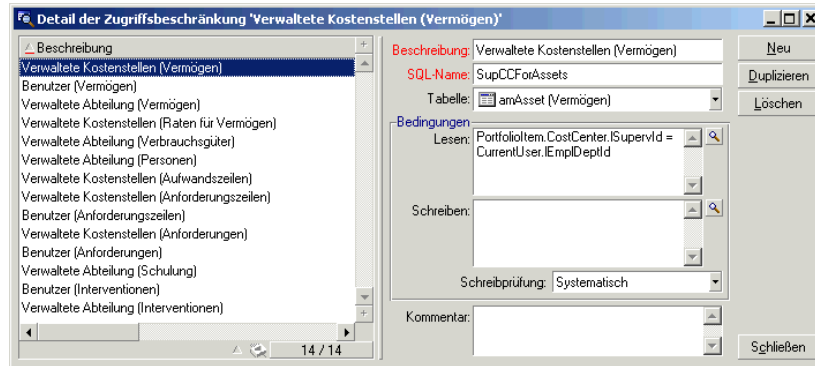 Detail der Zugriffsbeschränkung 'Verwaltete Kostenstellen (Vermögen)'
Beschreibung
Verwaltete Kostenstellen (Vermögen)
Benutzer (Vermögen)
Verwaltete Abteilung (Vermögen)
Verwaltete Kostenstellen (Raten für Vermögen)
Verwaltete Abteilung (Verbrauchsgüter)
Verwaltete Abteilung (Personen)
Verwaltete Kostenstellen (Aufwandszeilen)
Verwaltete Kostenstellen (Anforderungszeilen)
Benutzer (Anforderungszeilen)
Verwaltete Kostenstellen (Anforderungen)
Benutzer (Anforderungen)
Verwaltete Abteilung (Schulung)
Benutzer (Interventionen)
Verwaltete Abteilung (Interventionen)
14 / 14
Beschreibung: Verwaltete Kostenstellen (Vermögen)
SQL-Name: SupCCForAssets
Tabelle: amAsset (Vermögen)
Bedingungen
Lesen: PortfolioItem.CostCenter.lSupervId =
CurrentUser.lEmplDeptId
Schreiben:
Schreibprüfung: Systematisch
Kommentar:
Neu
Duplizieren
Löschen
Schließen